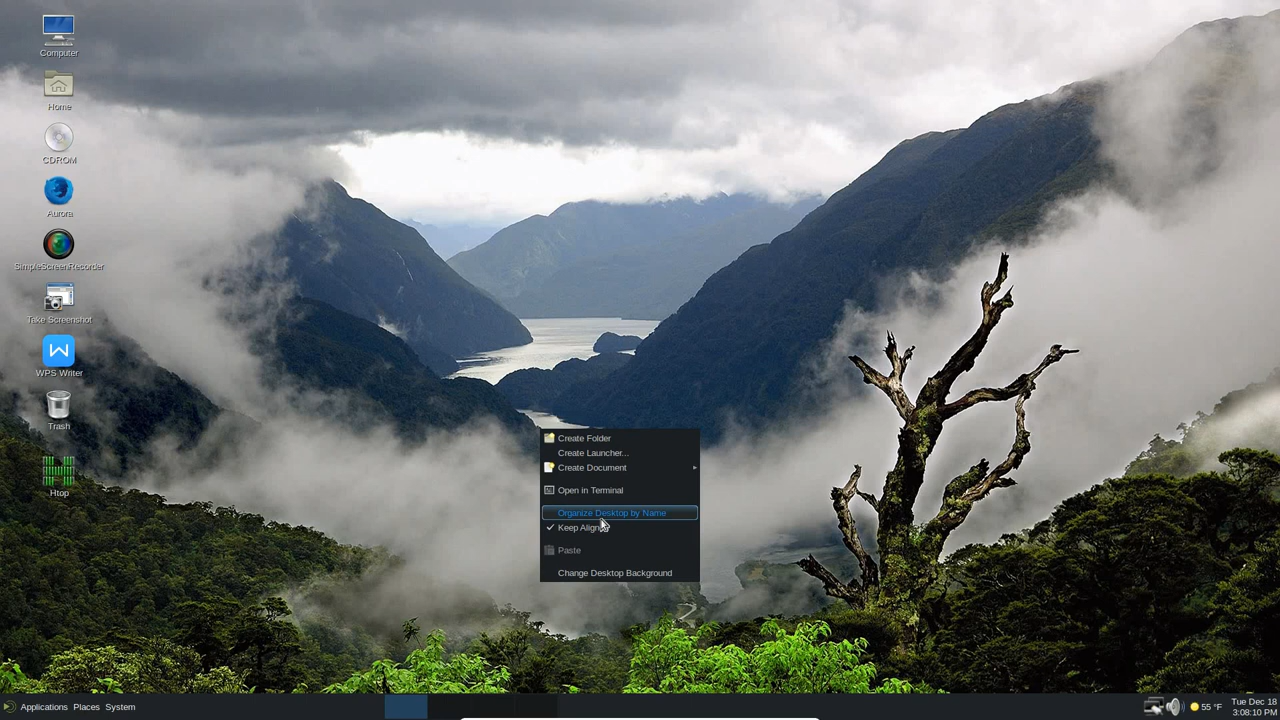 Computer
Home
CDROM
Aurora
SimpleScreenRecorder
Take Screenshot
WPS Writer
Trash
Htop
Create Folder
Create Launcher...
Create Document
Open in Terminal
Organize Desktop by Name
Keep Aligned
Paste
Change Desktop Background
Applications Places System
55 °F
Tue Dec 18
3:08:10 PM